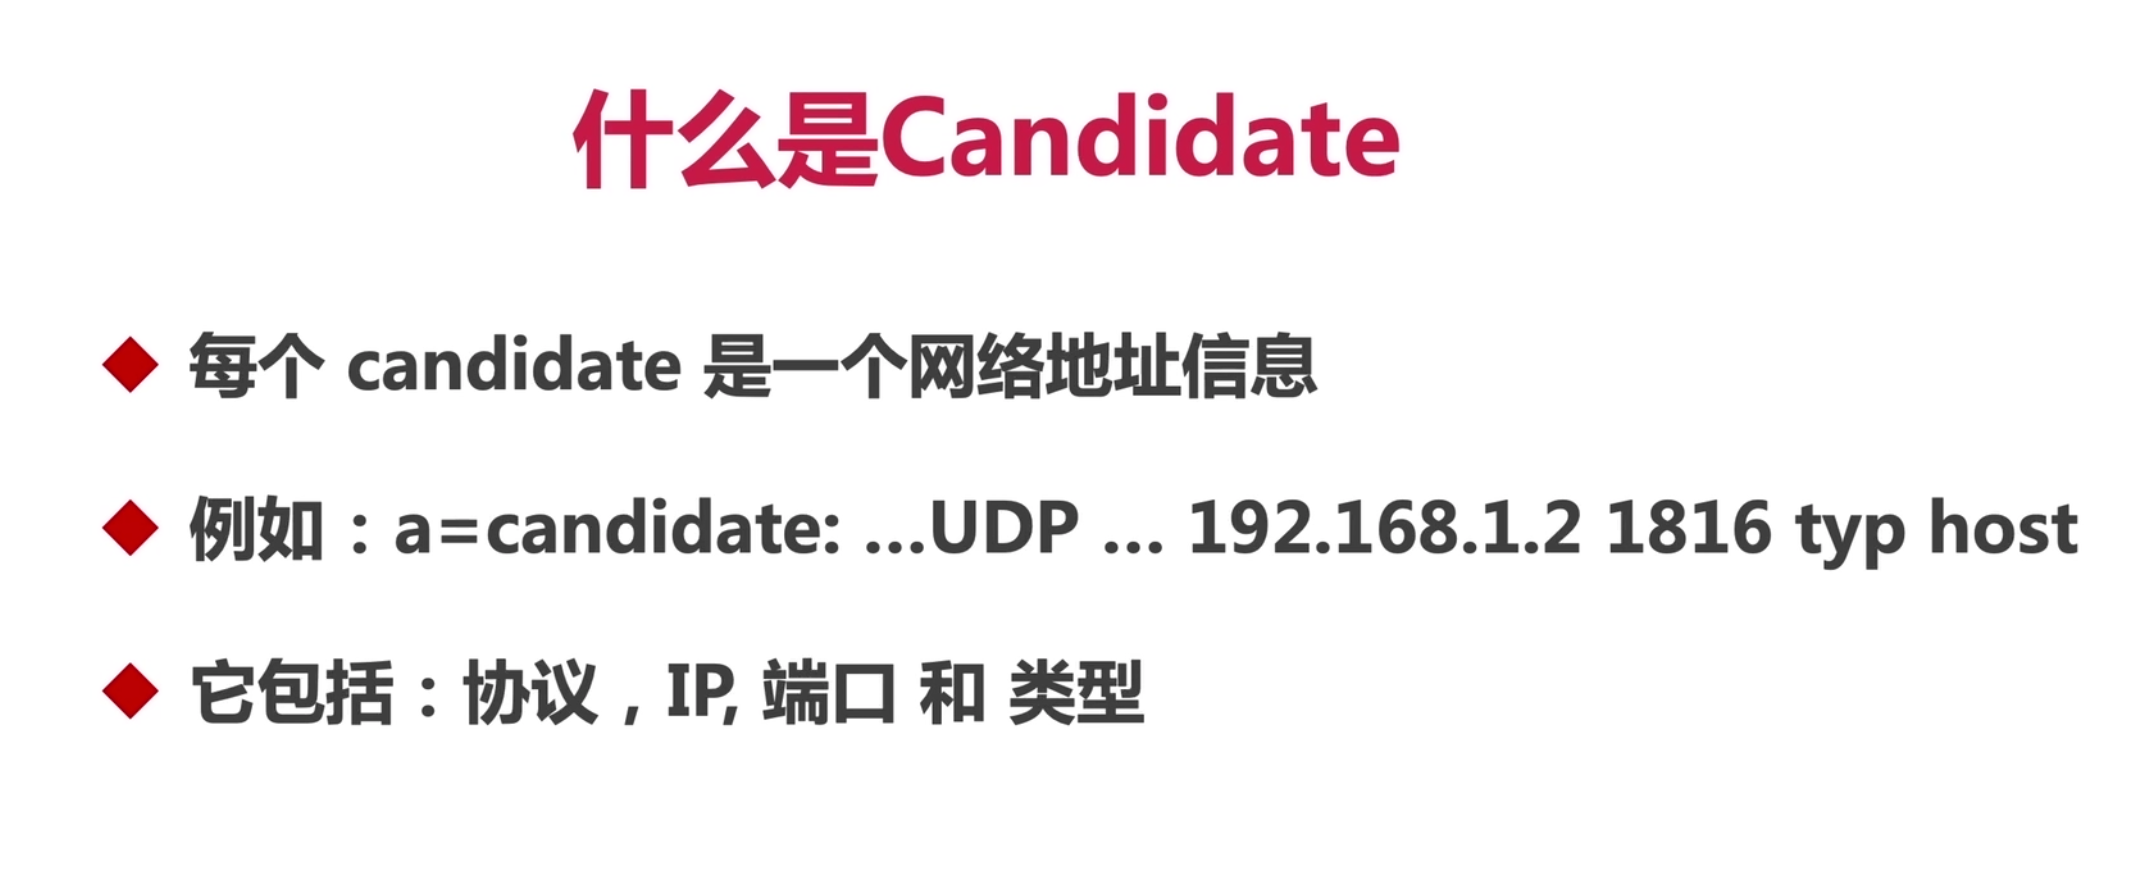 什么是Candidate
每个 candidate 是一个网络地址信息
例如：a=candidate: ...UDP ... 192.168.1.2 1816 typ host
它包括：协议，IP, 端口 和 类型